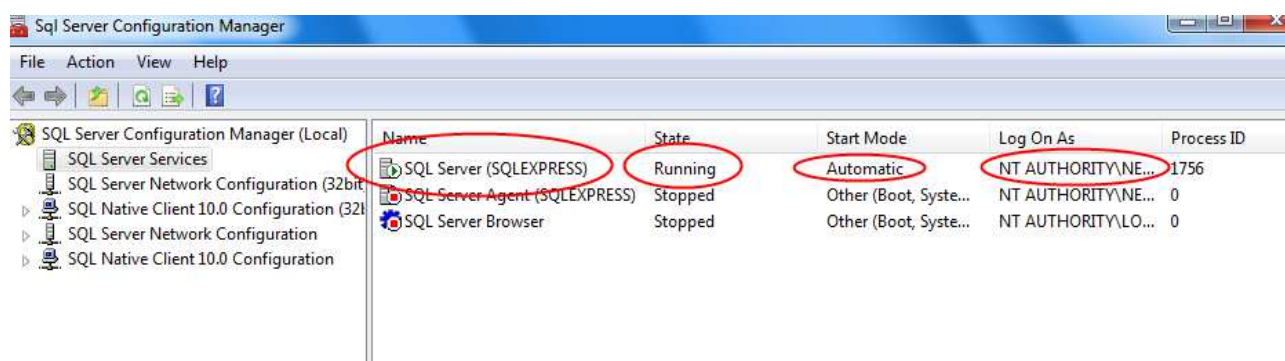 Sql Server Configuration Manager
File Action View Help
SQL Server Configuration Manager (Local)
SQL Server Services
SQL Server Network Configuration (32bit
SQL Native Client 10.0 Configuration (32b
SQL Server Network Configuration
SQL Native Client 10.0 Configuration
Name State Start Mode Log On As Process ID
SQL Server (SQLEXPRESS) Running Automatic NT AUTHORITY\NE... 1756
SQL Server Agent (SQLEXPRESS) Stopped Other (Boot, Syste... NT AUTHORITY\NE... 0
SQL Server Browser Stopped Other (Boot, Syste... NT AUTHORITY\LO... 0